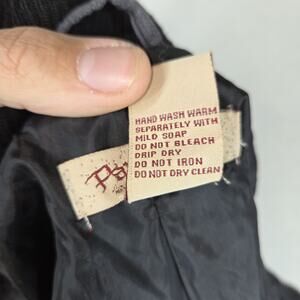 HAND WASH WARM
SEPARATELY WITH
MILD SOAP
DO NOT BLEACH
DRIP DRY
DO NOT IRON
DO NOT DRY CLEAN